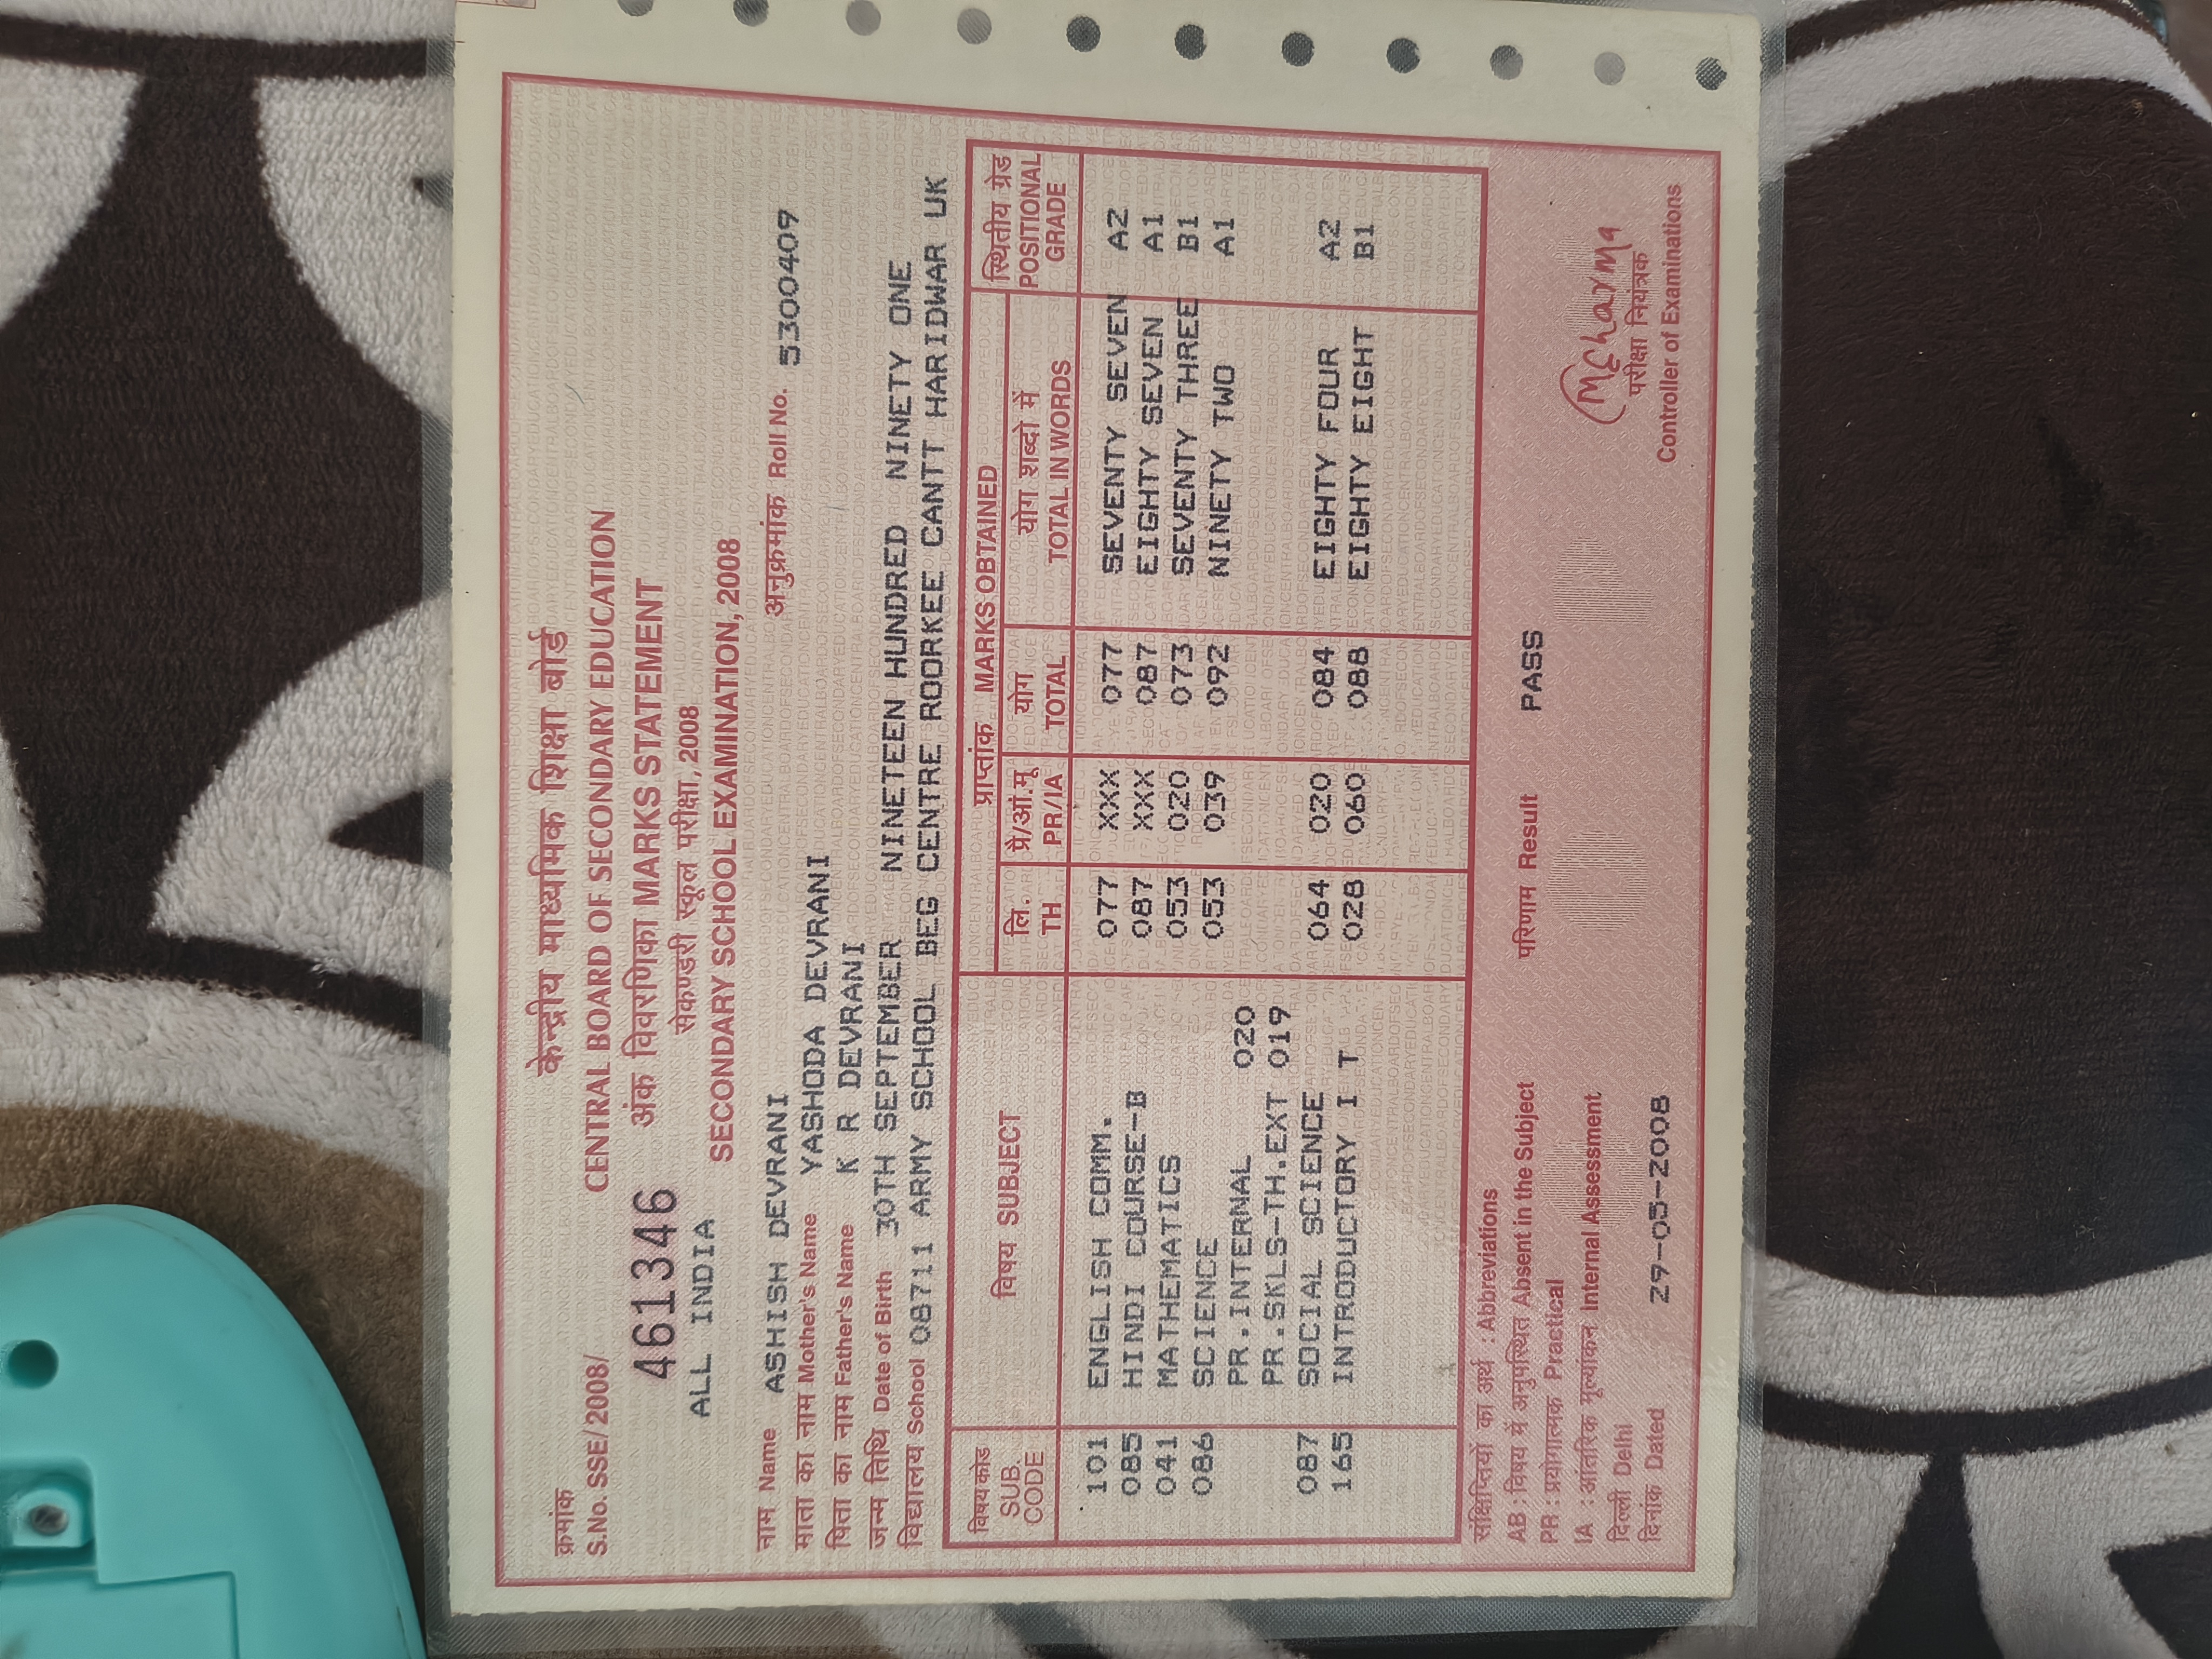 क्रमांक
केन्द्रीय माध्यमिक शिक्षा बोर्ड
S.No. SSE/2008/ CENTRAL BOARD OF SECONDARY EDUCATION
461346 अंक विवरणिका MARKS STATEMENT
सेकण्डरी स्कूल परीक्षा, 2008
ALL INDIA SECONDARY SCHOOL EXAMINATION, 2008
नाम Name ASHISH DEVRANI अनुक्रमांक Roll No. 5300409
माता का नाम Mother's Name YASHODA DEVRANI
पिता का नाम Father's Name K R DEVRANI
जन्म तिथि Date of Birth 30TH SEPTEMBER NINETEEN HUNDRED NINETY ONE
विद्यालय School 08711 ARMY SCHOOL BEG CENTRE ROORKEE CANTT HARIDWAR UK
विषय कोड SUB. CODE विषय SUBJECT प्राप्तांक MARKS OBTAINED स्थितीय ग्रेड POSITIONAL GRADE
लि. TH प्रै/आं.मू PR/IA योग TOTAL योग शब्दो में TOTAL IN WORDS
101 ENGLISH COMM. 077 XXX 077 SEVENTY SEVEN A2
085 HINDI COURSE-B 087 XXX 087 EIGHTY SEVEN A1
041 MATHEMATICS 053 020 073 SEVENTY THREE B1
086 SCIENCE 053 039 092 NINETY TWO A1
PR.INTERNAL 020
PR.SKLS-TH.EXT 019
087 SOCIAL SCIENCE 064 020 084 EIGHTY FOUR A2
165 INTRODUCTORY I T 028 060 088 EIGHTY EIGHT B1
संक्षिप्तियों का अर्थ : Abbreviations
AB : विषय में अनुपस्थित Absent in the Subject परिणाम Result PASS
PR : प्रयोगात्मक Practical
IA : आंतरिक मूल्यांकन Internal Assessment
दिल्ली Delhi परीक्षा नियंत्रक
दिनांक Dated 29-05-2008 Controller of Examinations